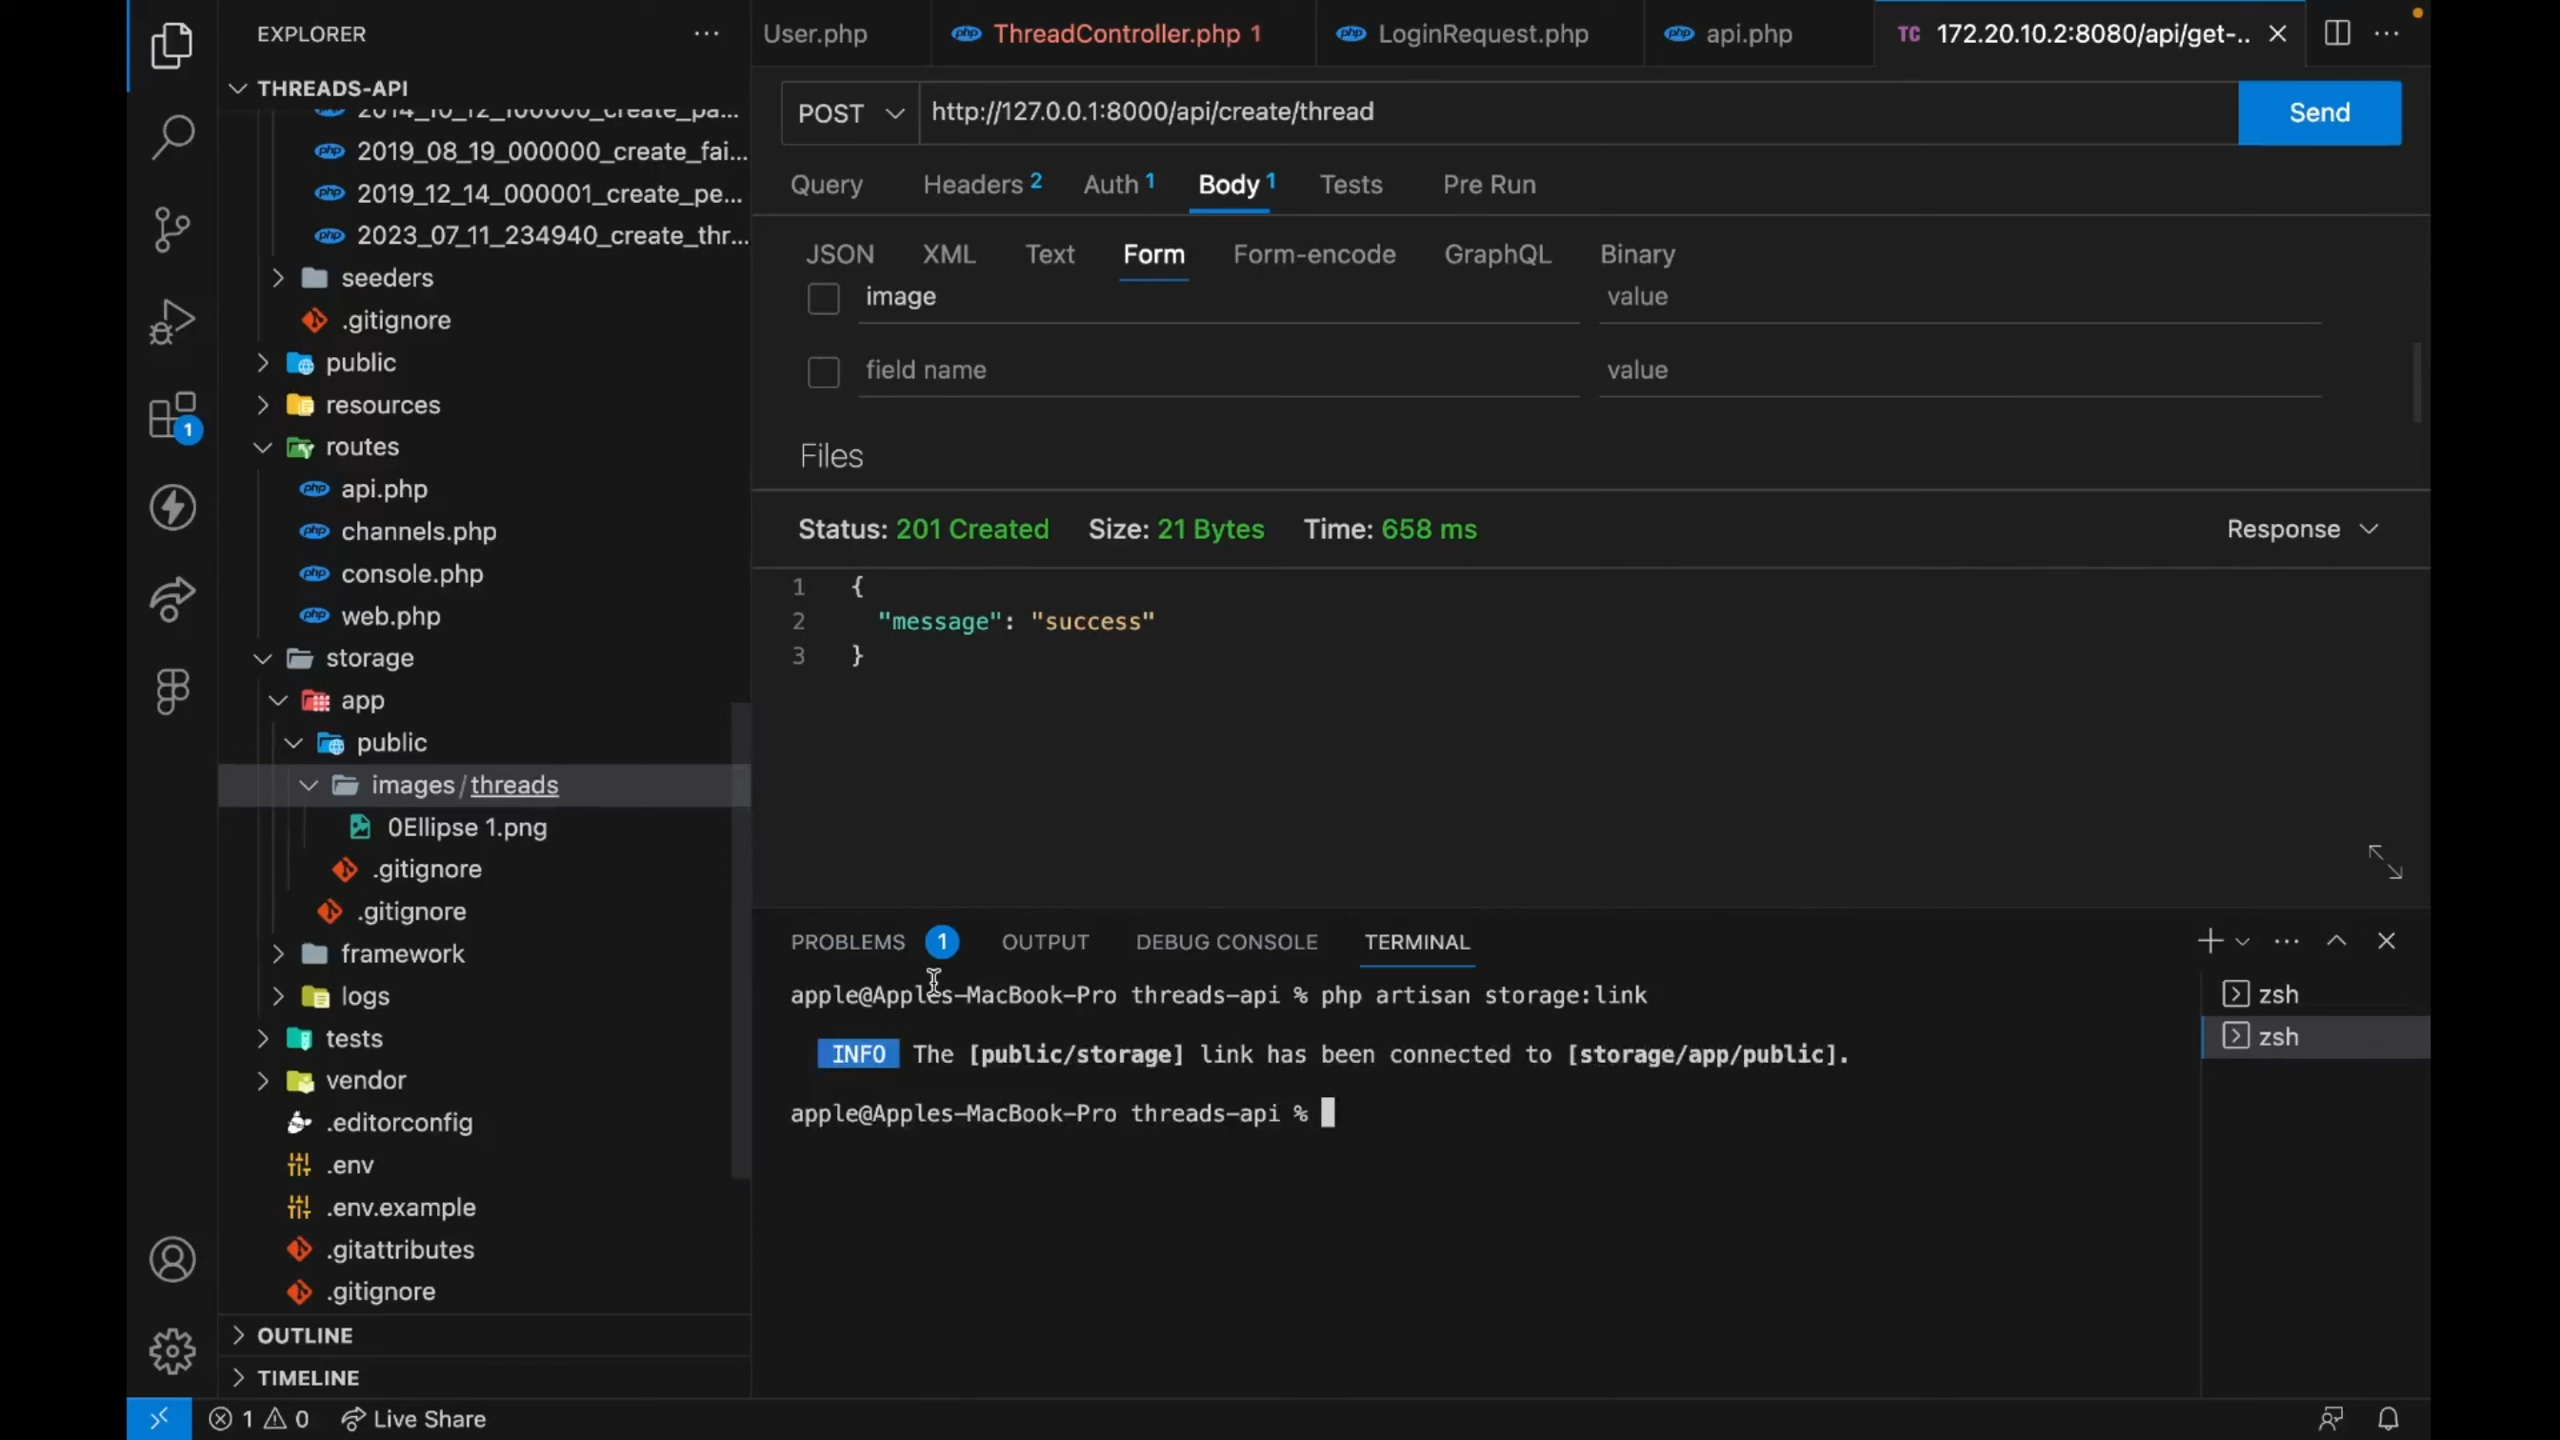 EXPLORER
THREADS-API
2014_10_12_100000_create_pa...
2019_08_19_000000_create_fai...
2019_12_14_000001_create_pe...
2023_07_11_234940_create_thr...
seeders
.gitignore
public
resources
routes
api.php
channels.php
console.php
web.php
storage
app
public
images/threads
0Ellipse 1.png
.gitignore
.gitignore
framework
logs
tests
vendor
.editorconfig
.env
.env.example
.gitattributes
.gitignore
OUTLINE
TIMELINE
1
User.php
ThreadController.php 1
LoginRequest.php
api.php
TC 172.20.10.2:8080/api/get-..
POST
http://127.0.0.1:8000/api/create/thread
Send
Query Headers 2 Auth 1 Body 1 Tests Pre Run
JSON XML Text Form Form-encode GraphQL Binary
image value
field name value
Files
Status: 201 Created Size: 21 Bytes Time: 658 ms
Response
1 {
2 "message": "success"
3 }
PROBLEMS 1 OUTPUT DEBUG CONSOLE TERMINAL
apple@Apples-MacBook-Pro threads-api % php artisan storage:link
INFO The [public/storage] link has been connected to [storage/app/public].
apple@Apples-MacBook-Pro threads-api %
zsh
zsh
1 0 Live Share